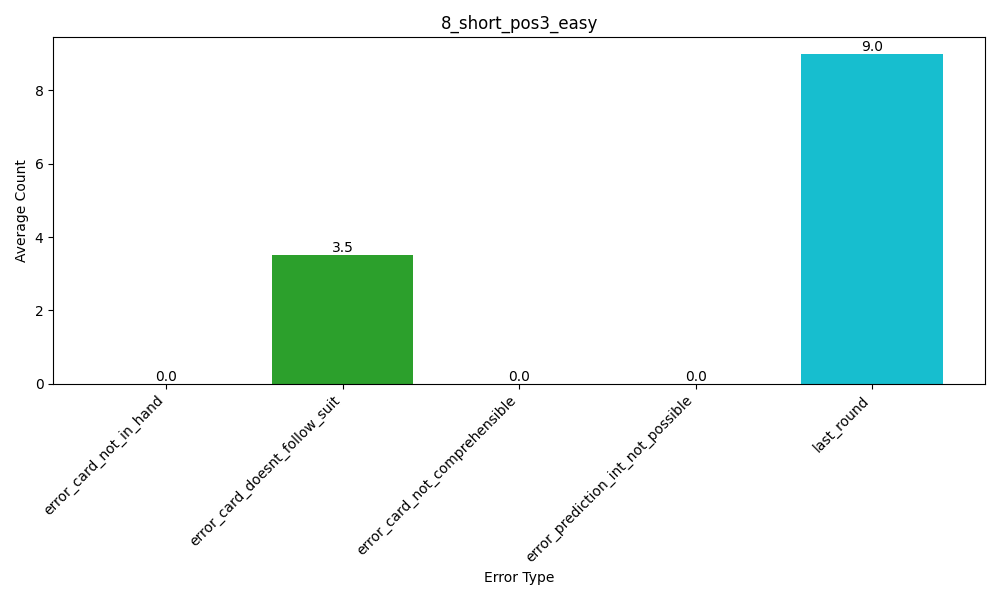 8_short_pos3_easy
Average Count
8
6
4
2
0
0.0
3.5
0.0
0.0
9.0
error_card_not_in_hand
error_card_doesnt_follow_suit
error_card_not_comprehensible
error_prediction_int_not_possible
last_round
Error Type